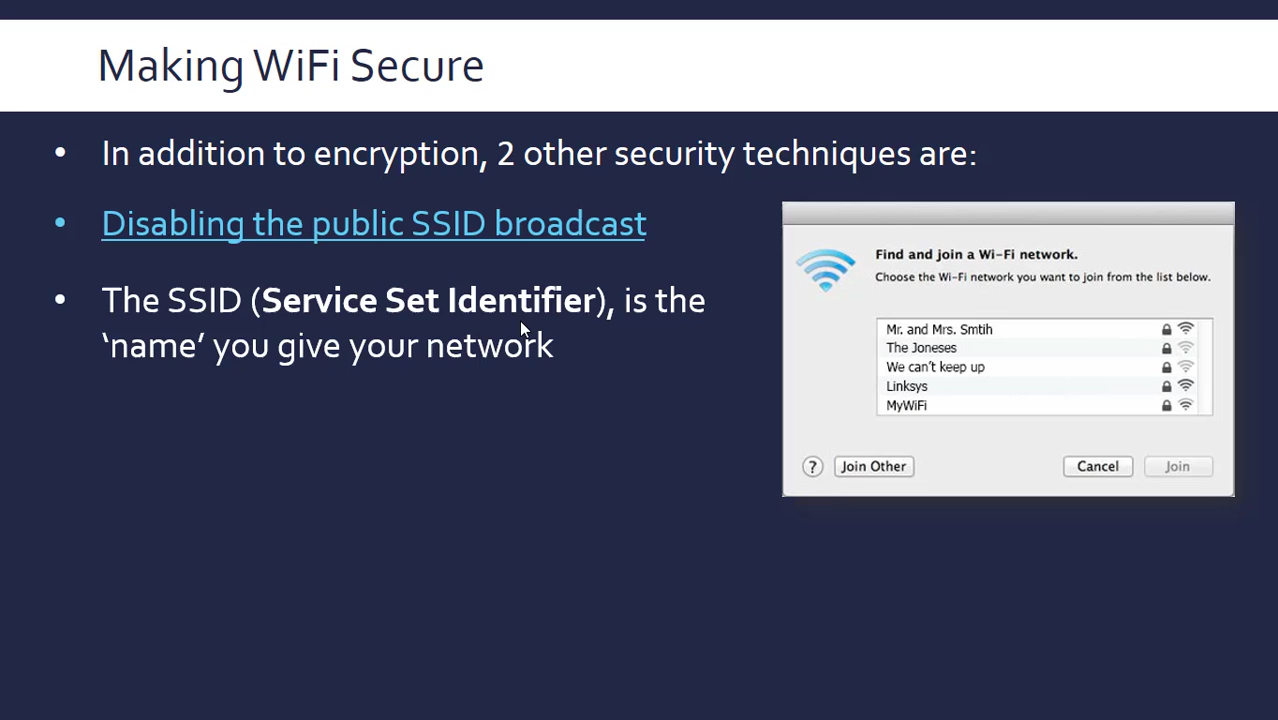 Making WiFi Secure
• In addition to encryption, 2 other security techniques are:
• Disabling the public SSID broadcast
• The SSID (Service Set Identifier), is the
‘name’ you give your network
Find and join a Wi-Fi network.
Choose the Wi-Fi network you want to join from the list below.
Mr. and Mrs. Smtih
The Joneses
We can't keep up
Linksys
MyWiFi
? Join Other Cancel Join